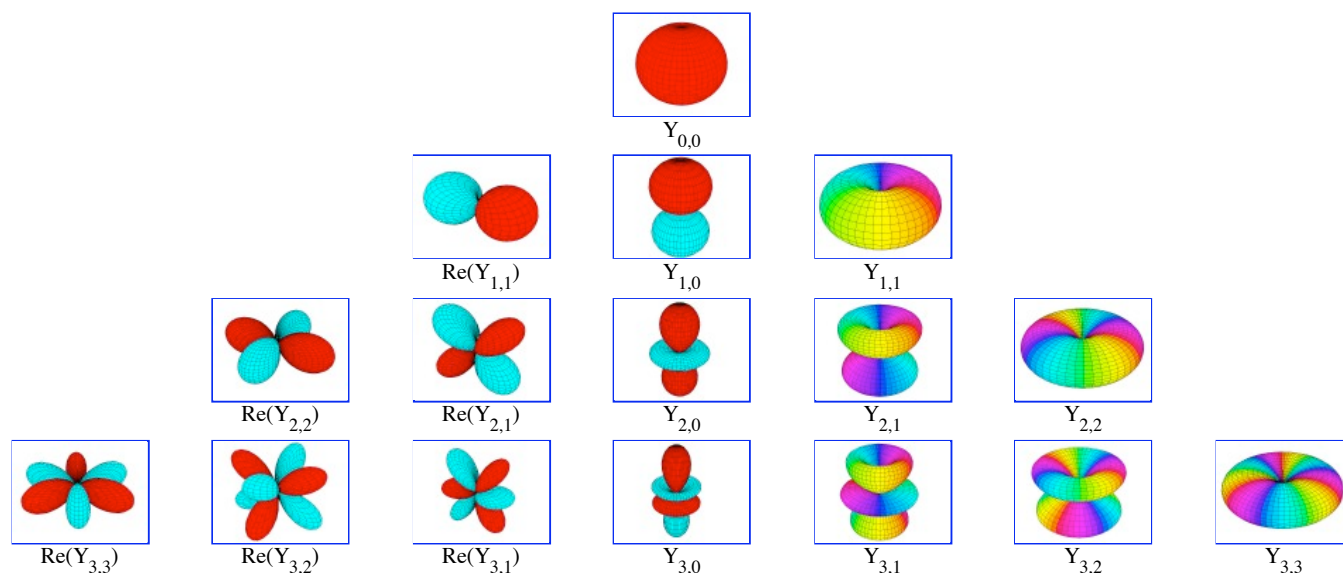 Y0,0
Re(Y1,1) Y1,0 Y1,1
Re(Y2,2) Re(Y2,1) Y2,0 Y2,1 Y2,2
Re(Y3,3) Re(Y3,2) Re(Y3,1) Y3,0 Y3,1 Y3,2 Y3,3